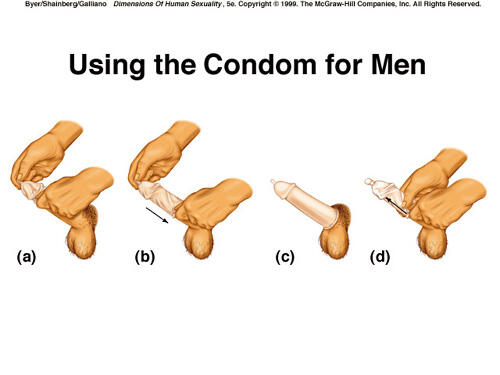 Byer/Shainberg/Galliano Dimensions Of Human Sexuality, 5e. Copyright © 1999. The McGraw-Hill Companies, Inc. All Rights Reserved.
Using the Condom for Men
(a) (b) (c) (d)